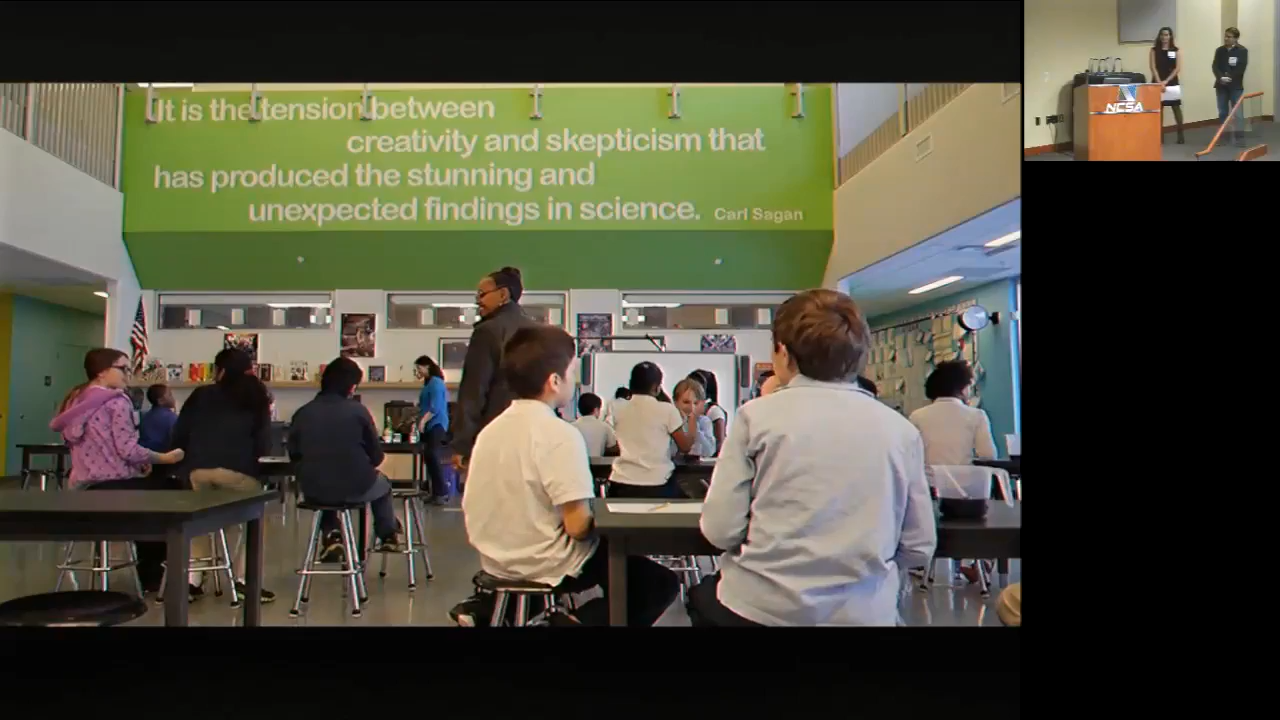 It is the tension between
creativity and skepticism that
has produced the stunning and
unexpected findings in science. Carl Sagan
NCSA